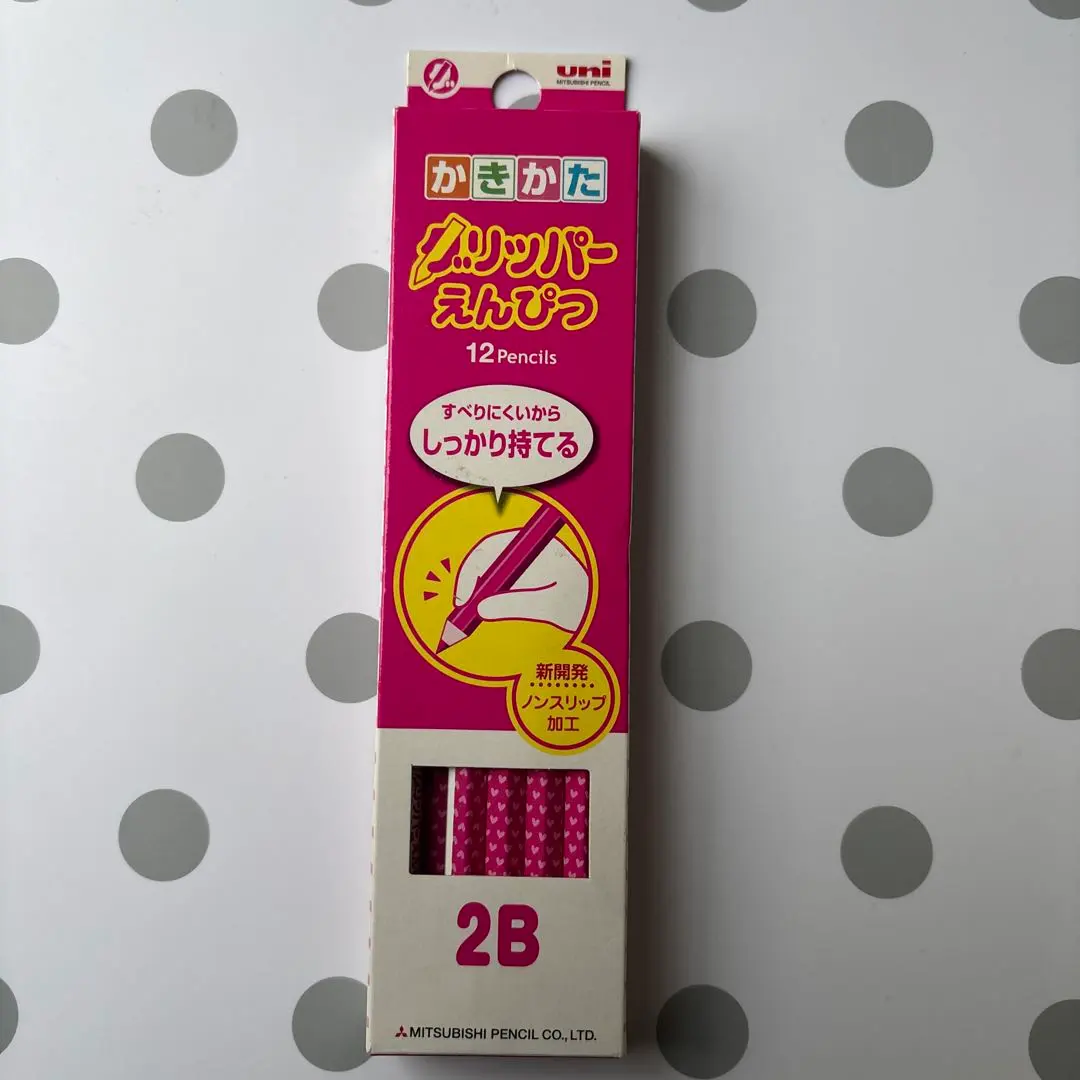 uni
MITSUBISHI PENCIL
かきかた
グリッパー
えんぴつ
12 Pencils
すべりにくいから
しっかり持てる
新開発
ノンスリップ
加工
2B
MITSUBISHI PENCIL CO., LTD.